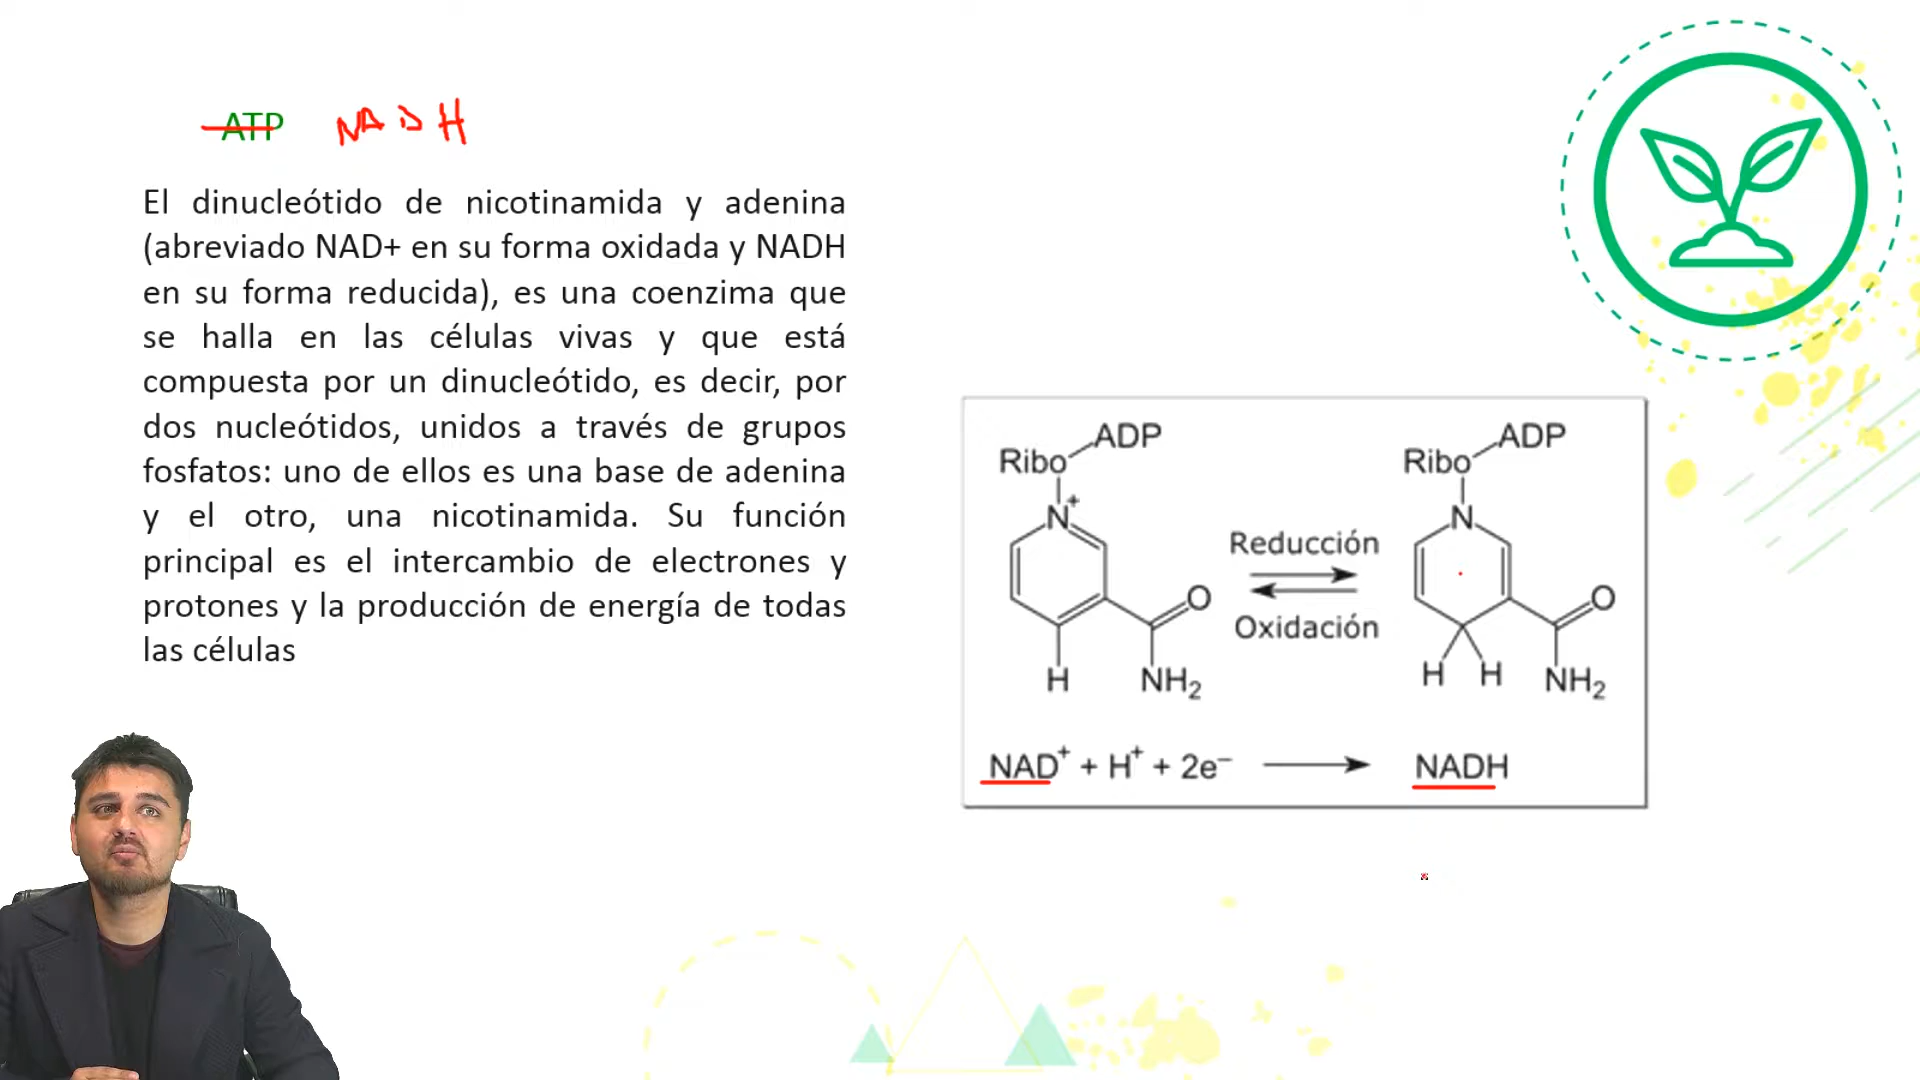 ATP NADH
El dinucleótido de nicotinamida y adenina
(abreviado NAD+ en su forma oxidada y NADH
en su forma reducida), es una coenzima que
se halla en las células vivas y que está
compuesta por un dinucleótido, es decir, por
dos nucleótidos, unidos a través de grupos
fosfatos: uno de ellos es una base de adenina
y el otro, una nicotinamida. Su función
principal es el intercambio de electrones y
protones y la producción de energía de todas
las células
ADP
Ribo
N+
H
O
NH₂
Reducción
Oxidación
ADP
Ribo
N
H H
O
NH₂
NAD⁺ + H⁺ + 2e⁻ → NADH